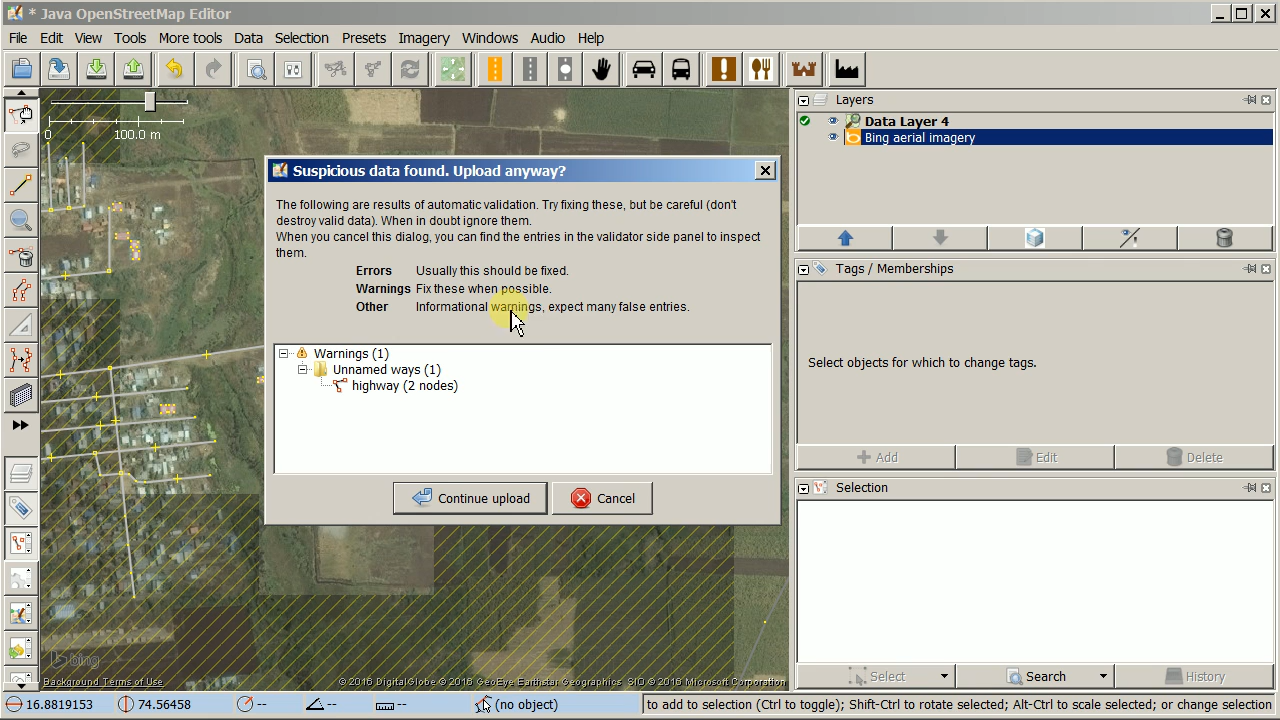 * Java OpenStreetMap Editor
File Edit View Tools More tools Data Selection Presets Imagery Windows Audio Help
0 100.0 m
Layers
Data Layer 4
Bing aerial imagery
Suspicious data found. Upload anyway?
The following are results of automatic validation. Try fixing these, but be careful (don't
destroy valid data). When in doubt ignore them.
When you cancel this dialog, you can find the entries in the validator side panel to inspect
them.
Errors Usually this should be fixed.
Warnings Fix these when possible.
Other Informational warnings, expect many false entries.
Warnings (1)
Unnamed ways (1)
highway (2 nodes)
Continue upload Cancel
Tags / Memberships
Select objects for which to change tags.
Add Edit Delete
Selection
Select Search History
bing
Background Terms of Use
© 2016 DigitalGlobe © 2016 GeoEye Earthstar Geographics SIO © 2016 Microsoft Corporation
16.8819153 74.56458 -- -- -- (no object) to add to selection (Ctrl to toggle); Shift-Ctrl to rotate selected; Alt-Ctrl to scale selected; or change selection